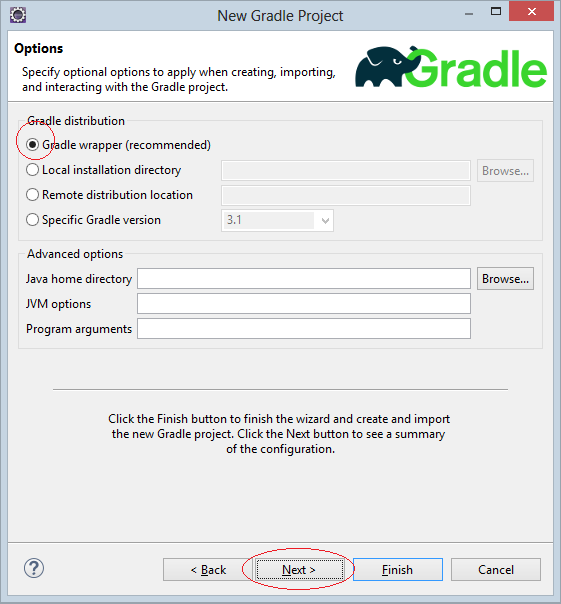 New Gradle Project
Options
Specify optional options to apply when creating, importing,
and interacting with the Gradle project.
Gradle
Gradle distribution
Gradle wrapper (recommended)
Local installation directory
Browse...
Remote distribution location
Specific Gradle version
3.1
Advanced options
Java home directory
Browse...
JVM options
Program arguments
Click the Finish button to finish the wizard and create and import
the new Gradle project. Click the Next button to see a summary
of the configuration.
?
< Back
Next >
Finish
Cancel